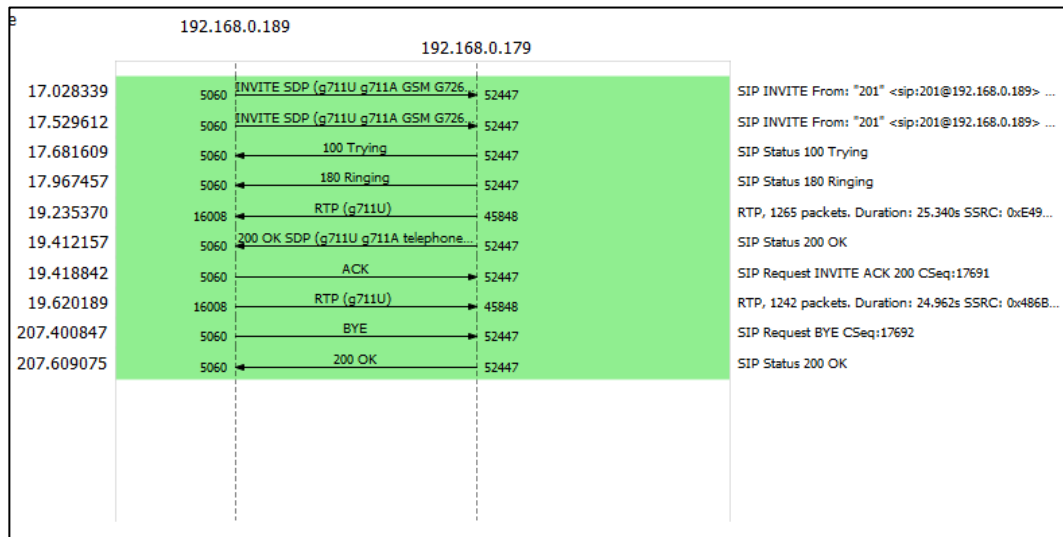 e
192.168.0.189
192.168.0.179
17.028339 5060 INVITE SDP (g711U g711A GSM G726... 52447 SIP INVITE From: "201" <sip:201@192.168.0.189> ...
17.529612 5060 INVITE SDP (g711U g711A GSM G726... 52447 SIP INVITE From: "201" <sip:201@192.168.0.189> ...
17.681609 5060 100 Trying 52447 SIP Status 100 Trying
17.967457 5060 180 Ringing 52447 SIP Status 180 Ringing
19.235370 16008 RTP (g711U) 45848 RTP, 1265 packets. Duration: 25.340s SSRC: 0xE49...
19.412157 5060 200 OK SDP (g711U g711A telephone... 52447 SIP Status 200 OK
19.418842 5060 ACK 52447 SIP Request INVITE ACK 200 CSeq:17691
19.620189 16008 RTP (g711U) 45848 RTP, 1242 packets. Duration: 24.962s SSRC: 0x486B...
207.400847 5060 BYE 52447 SIP Request BYE CSeq:17692
207.609075 5060 200 OK 52447 SIP Status 200 OK